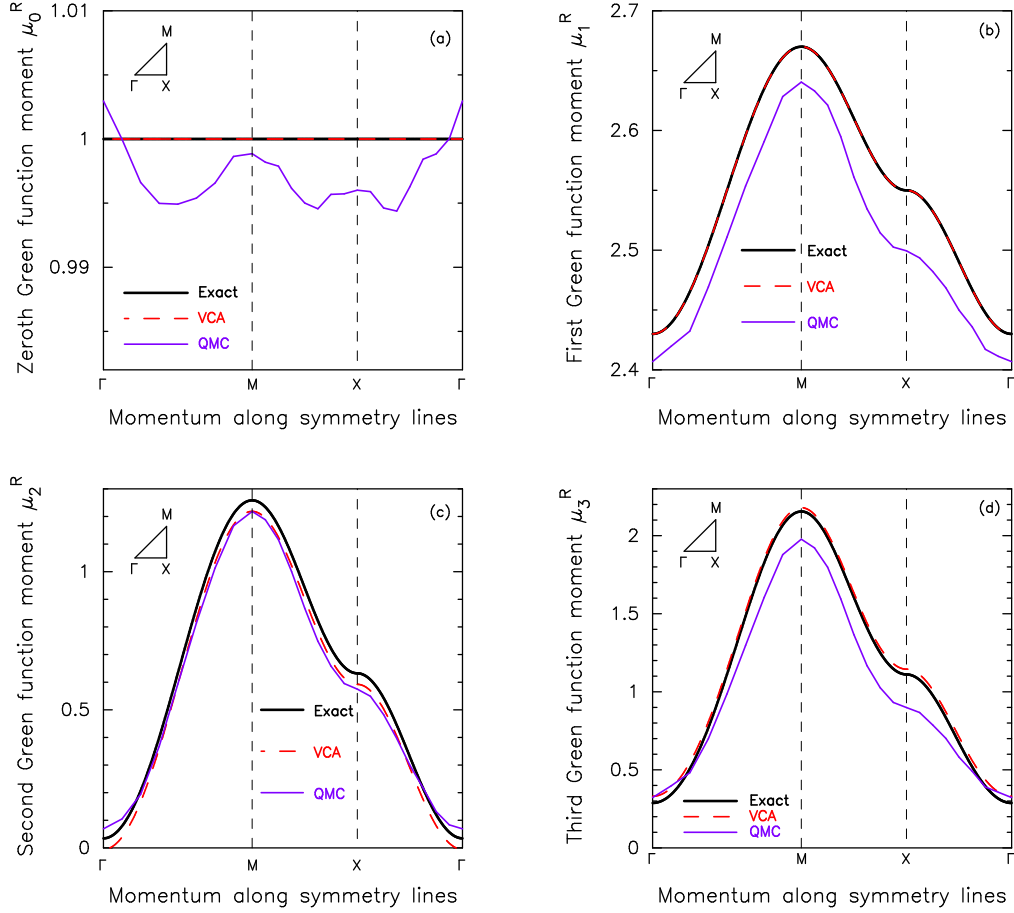 Zeroth Green function moment μ₀ᴿ
1.01
1
0.99
(a)
M
Γ X
Exact
VCA
QMC
Γ M X Γ
Momentum along symmetry lines
First Green function moment μ₁ᴿ
2.7
2.6
2.5
2.4
(b)
M
Γ X
Exact
VCA
QMC
Γ M X Γ
Momentum along symmetry lines
Second Green function moment μ₂ᴿ
1
0.5
0
(c)
M
Γ X
Exact
VCA
QMC
Γ M X Γ
Momentum along symmetry lines
Third Green function moment μ₃ᴿ
2
1.5
1
0.5
0
(d)
M
Γ X
Exact
VCA
QMC
Γ M X Γ
Momentum along symmetry lines